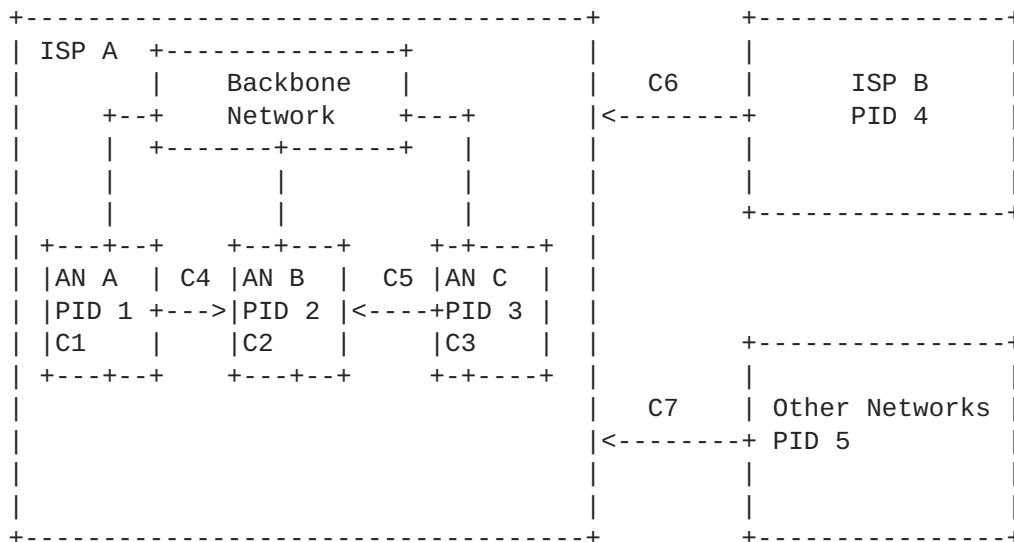 ISP A
Backbone
C6
ISP B
Network
PID 4
AN A C4 AN B C5 AN C
PID 1 PID 2 PID 3
C1 C2 C3
C7
Other Networks
PID 5